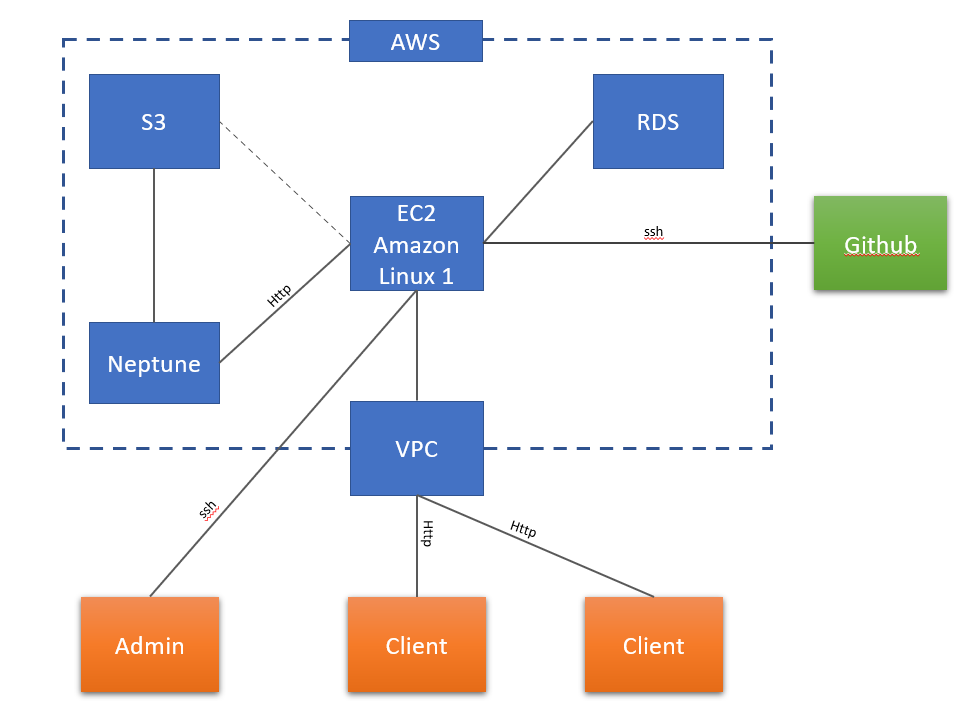 AWS
S3
RDS
EC2
Amazon
Linux 1
ssh
Github
Http
Neptune
VPC
ssh
Http
Http
Admin
Client
Client